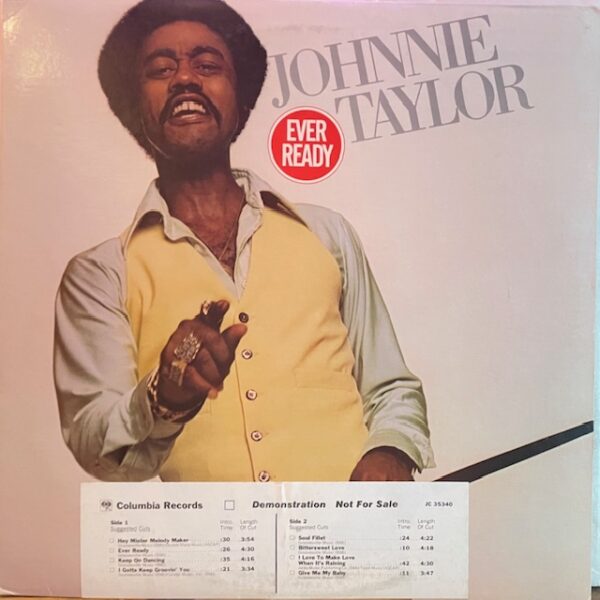 JOHNNIE
TAYLOR
EVER
READY
Columbia Records Demonstration Not For Sale JC 35340
Side 1 Intro. Length
Suggested Cuts Time Of Cut
Hey Mister Melody Maker :30 3:54
Ever Ready :26 4:30
Keep On Dancing :35 4:16
I Gotta Keep Groovin' You :21 3:34
Side 2 Intro. Length
Suggested Cuts Time Of Cut
Soul Fillet :24 4:22
Bittersweet Love :10 4:18
I Love To Make Love
When It's Raining :42 4:30
Give Me My Baby :11 3:47